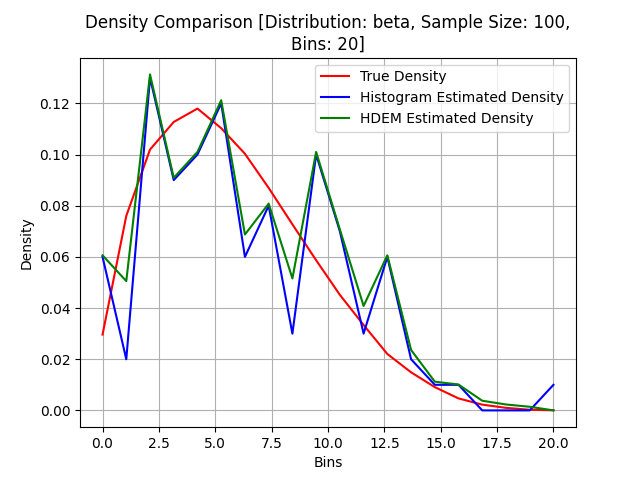 Density Comparison [Distribution: beta, Sample Size: 100,
Bins: 20]
True Density
Histogram Estimated Density
HDEM Estimated Density
Density
0.12
0.10
0.08
0.06
0.04
0.02
0.00
0.0 2.5 5.0 7.5 10.0 12.5 15.0 17.5 20.0
Bins